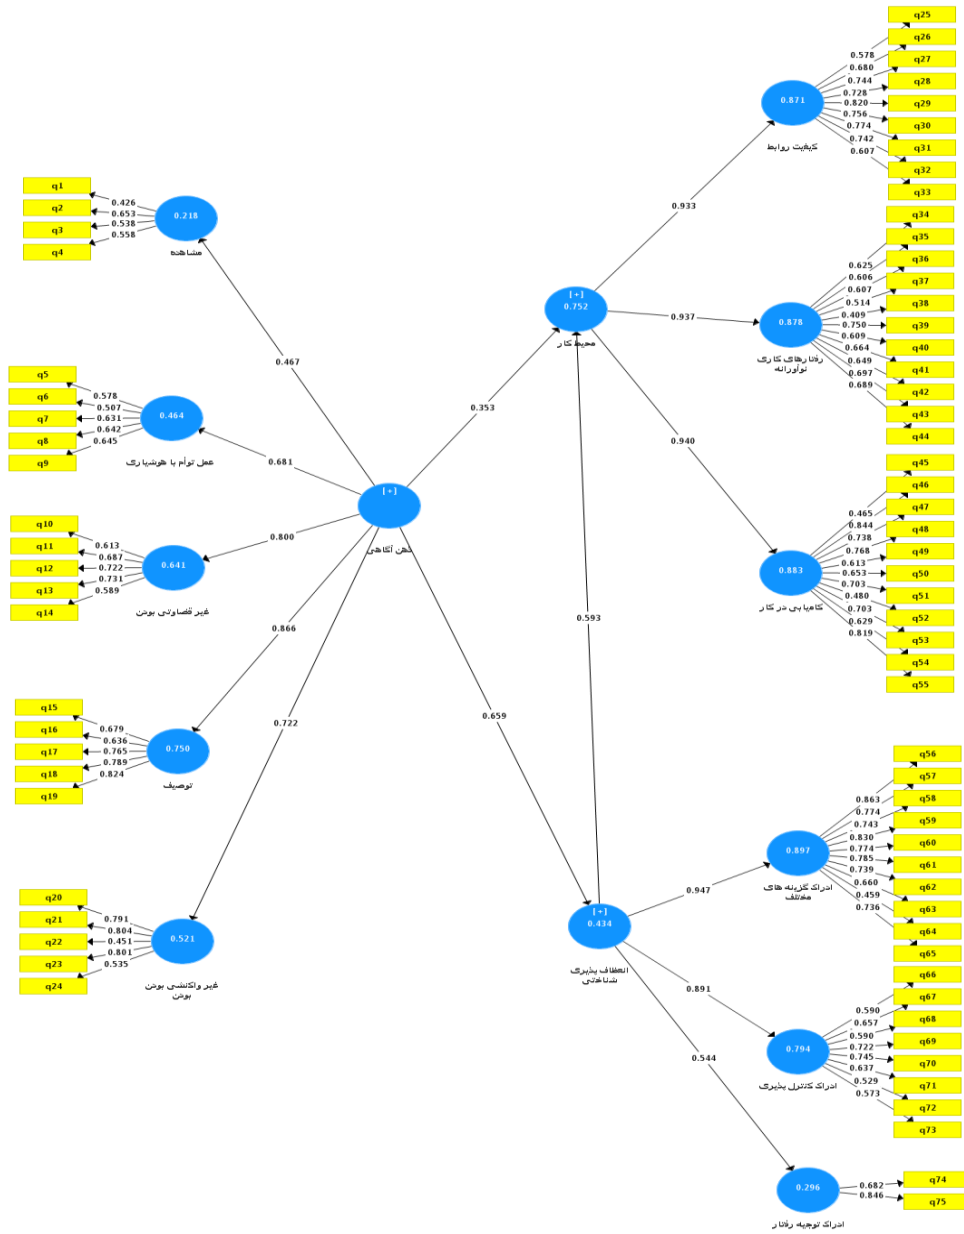 q1
q2
q3
q4
0.426
0.653
0.538
0.558
0.218
مشاهده
q5
q6
q7
q8
q9
0.578
0.507
0.631
0.642
0.645
0.464
عمل توأم با هوشیاری
q10
q11
q12
q13
q14
0.613
0.687
0.722
0.731
0.589
0.641
غیر قضاوتی بودن
q15
q16
q17
q18
q19
0.679
0.636
0.765
0.789
0.824
0.750
توصیف
q20
q21
q22
q23
q24
0.791
0.804
0.451
0.801
0.535
0.521
غیر واکنشی بودن
بودن
0.467
0.681
0.800
0.866
0.722
[+]
ذهن آگاهی
0.353
0.659
0.593
[+]
0.752
محیط کار
0.933
0.937
0.940
[+]
0.434
انعطاف پذیری
شناختی
0.947
0.891
0.544
0.871
کیفیت روابط
0.578
0.680
0.744
0.728
0.820
0.756
0.774
0.742
0.607
q25
q26
q27
q28
q29
q30
q31
q32
q33
0.878
رفتارهای کاری
نوآورانه
0.625
0.606
0.607
0.514
0.409
0.750
0.609
0.664
0.649
0.697
0.689
q34
q35
q36
q37
q38
q39
q40
q41
q42
q43
q44
0.883
کامیابی در کار
0.465
0.844
0.738
0.768
0.613
0.653
0.703
0.480
0.703
0.629
0.819
q45
q46
q47
q48
q49
q50
q51
q52
q53
q54
q55
0.897
ادراک گزینه های
مختلف
0.863
0.774
0.743
0.830
0.774
0.785
0.739
0.660
0.459
0.736
q56
q57
q58
q59
q60
q61
q62
q63
q64
q65
0.794
ادراک کنترل پذیری
0.590
0.657
0.590
0.722
0.745
0.637
0.529
0.573
q66
q67
q68
q69
q70
q71
q72
q73
0.296
ادراک توجیه رفتار
0.682
0.846
q74
q75